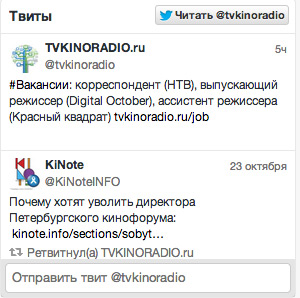 Твиты
Читать @tvkinoradio
TVKINORADIO.ru
5ч
@tvkinoradio
#Вакансии: корреспондент (НТВ), выпускающий
режиссер (Digital October), ассистент режиссера
(Красный квадрат) tvkinoradio.ru/job
KiNote
23 октября
@KiNoteINFO
Почему хотят уволить директора
Петербургского кинофорума:
kinote.info/sections/sobyt…
Ретвитнул(а) TVKINORADIO.ru
Отправить твит @tvkinoradio